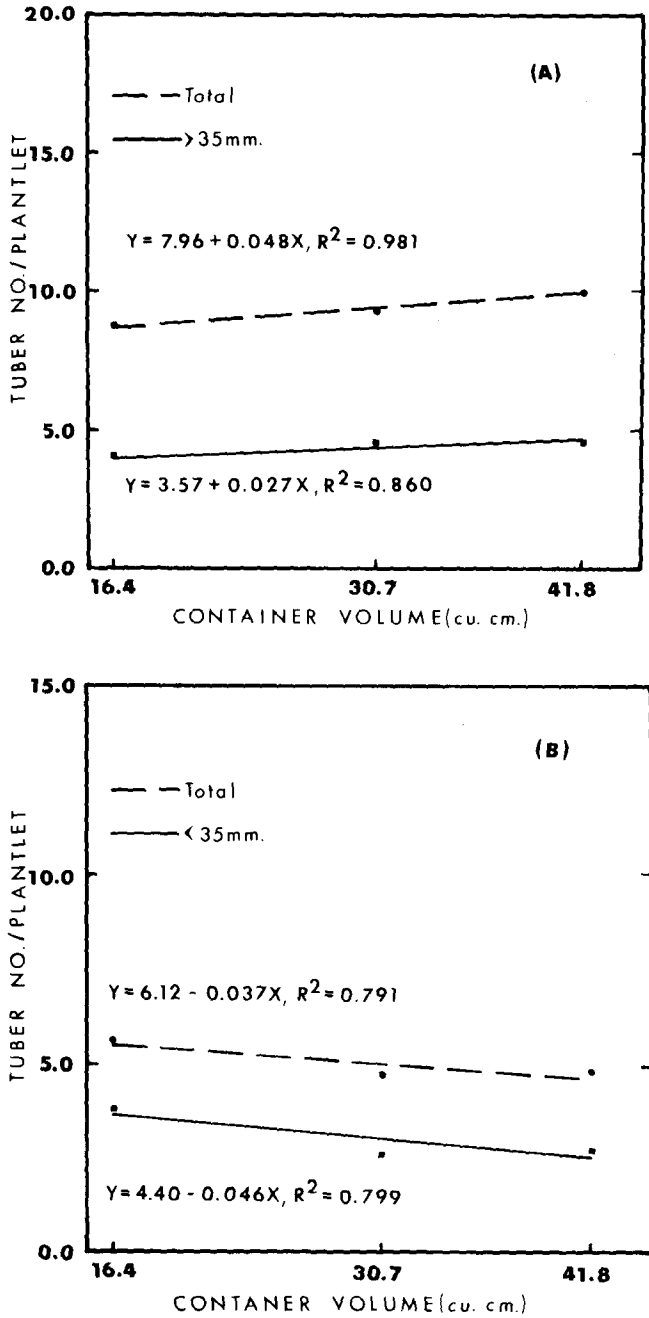 20.0
(A)
Total
>35mm.
15.0
Y = 7.96 + 0.048X, R2 = 0.981
10.0
5.0
Y = 3.57 + 0.027X, R2 = 0.860
0.0
16.4 30.7 41.8
CONTAINER VOLUME(cu. cm.)
TUBER NO./PLANTLET
15.0
(B)
Total
<35mm.
10.0
Y=6.12 - 0.037X, R2=0.791
5.0
Y=4.40 - 0.046X, R2=0.799
0.0
16.4 30.7 41.8
CONTANER VOLUME(cu. cm.)
TUBER NO./PLANTLET